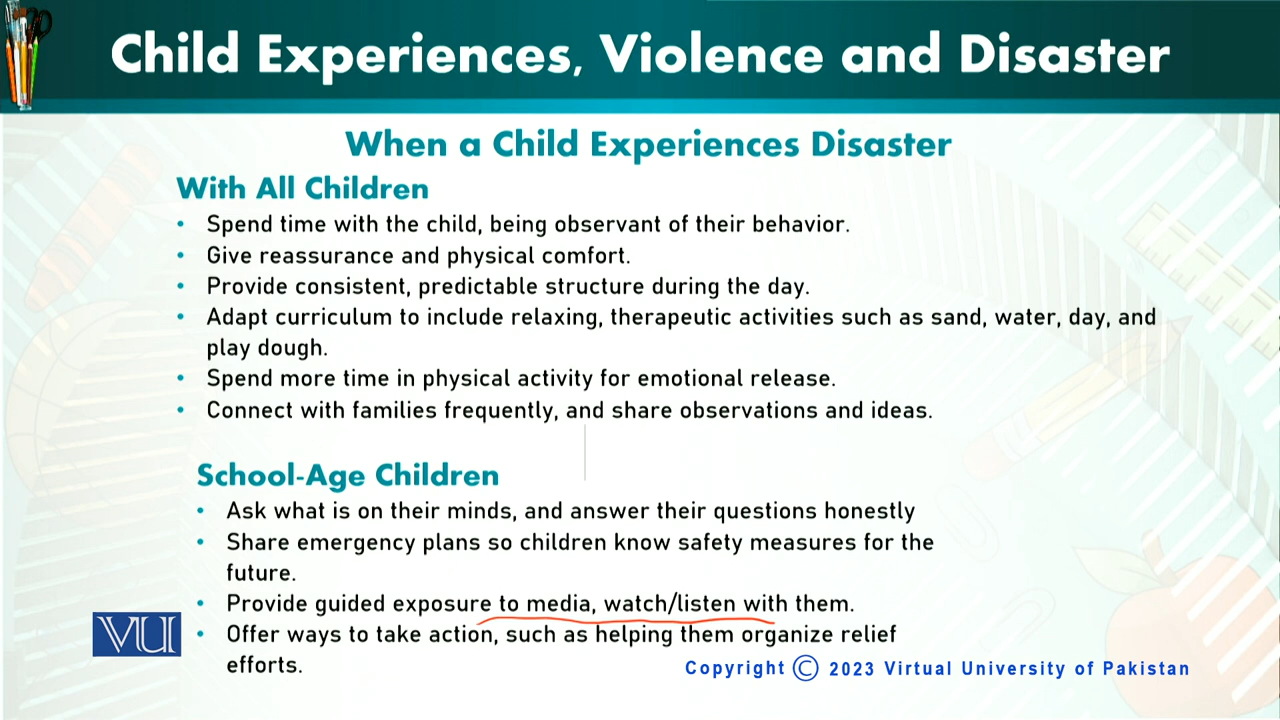 Child Experiences, Violence and Disaster
When a Child Experiences Disaster
With All Children
• Spend time with the child, being observant of their behavior.
• Give reassurance and physical comfort.
• Provide consistent, predictable structure during the day.
• Adapt curriculum to include relaxing, therapeutic activities such as sand, water, day, and
play dough.
• Spend more time in physical activity for emotional release.
• Connect with families frequently, and share observations and ideas.
School-Age Children
• Ask what is on their minds, and answer their questions honestly
• Share emergency plans so children know safety measures for the
future.
• Provide guided exposure to media, watch/listen with them.
• Offer ways to take action, such as helping them organize relief
efforts.
VU
Copyright © 2023 Virtual University of Pakistan